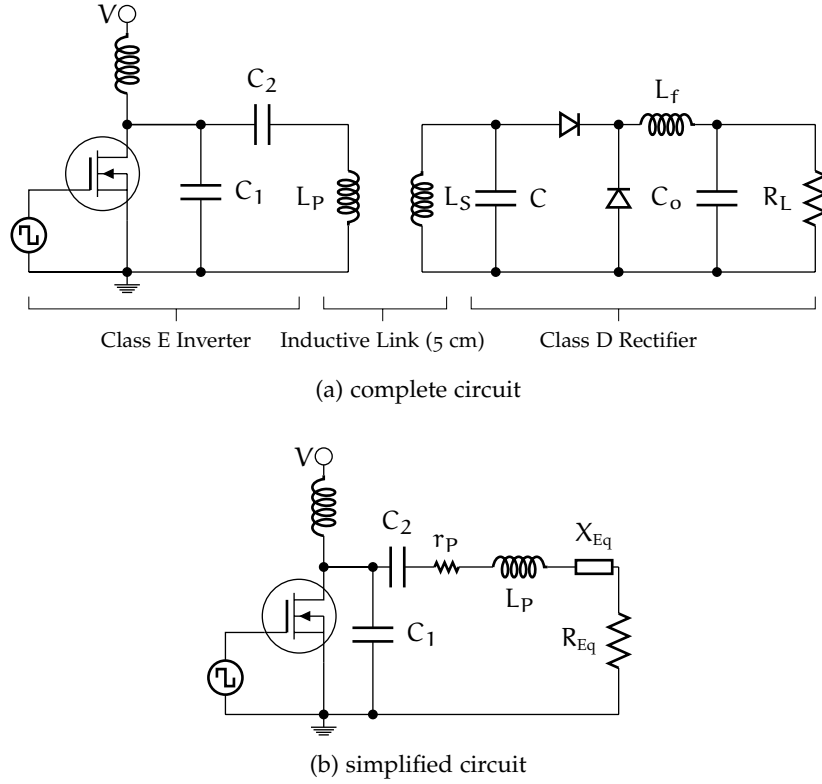 V
C2
Lf
C1
LP
LS
C
Co
RL
Class E Inverter
Inductive Link (5 cm)
Class D Rectifier
(a) complete circuit
V
C2
rP
LP
XEq
C1
REq
(b) simplified circuit